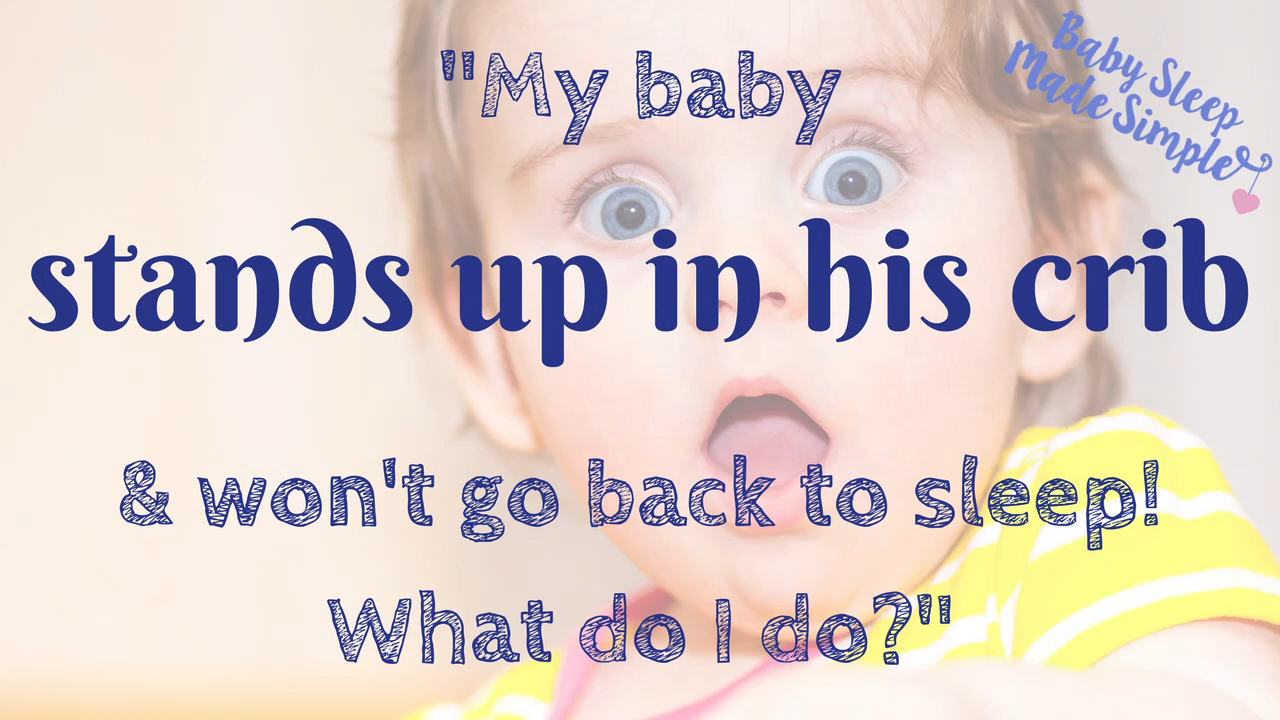 "My baby
stands up in his crib
& won't go back to sleep!
What do I do?"
Baby Sleep
Made Simple